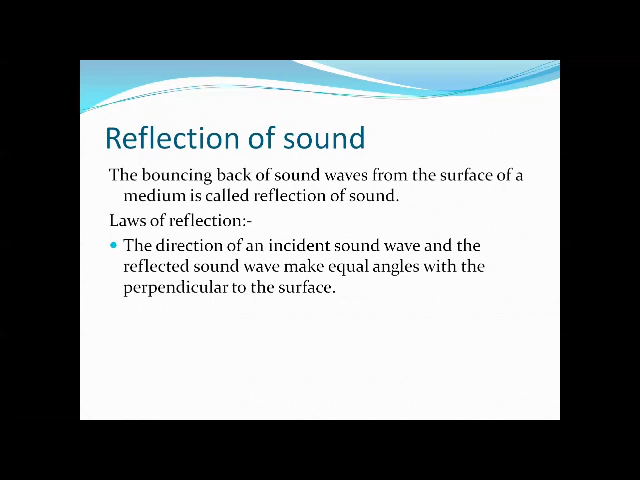 Reflection of sound
The bouncing back of sound waves from the surface of a
medium is called reflection of sound.
Laws of reflection:-
• The direction of an incident sound wave and the
reflected sound wave make equal angles with the
perpendicular to the surface.